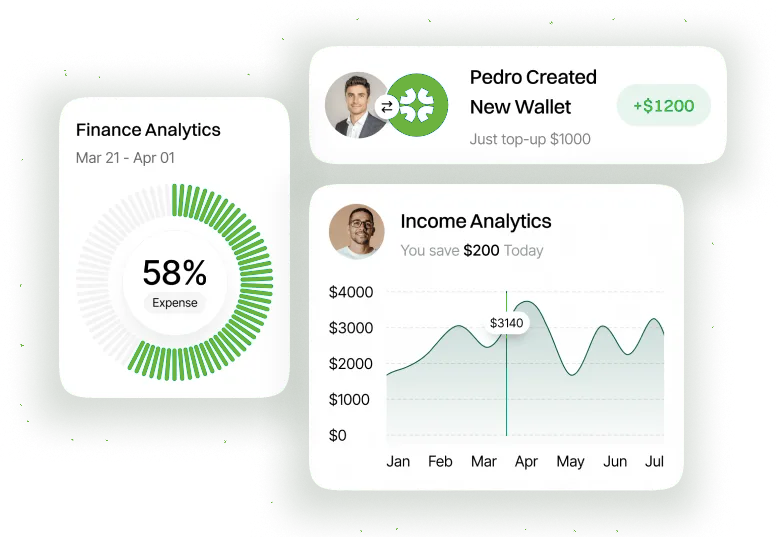 Finance Analytics
Mar 21 - Apr 01
58%
Expense
Pedro Created
New Wallet
Just top-up $1000
+$1200
Income Analytics
You save $200 Today
$4000
$3000
$2000
$1000
$0
$3140
Jan Feb Mar Apr May Jun Jul